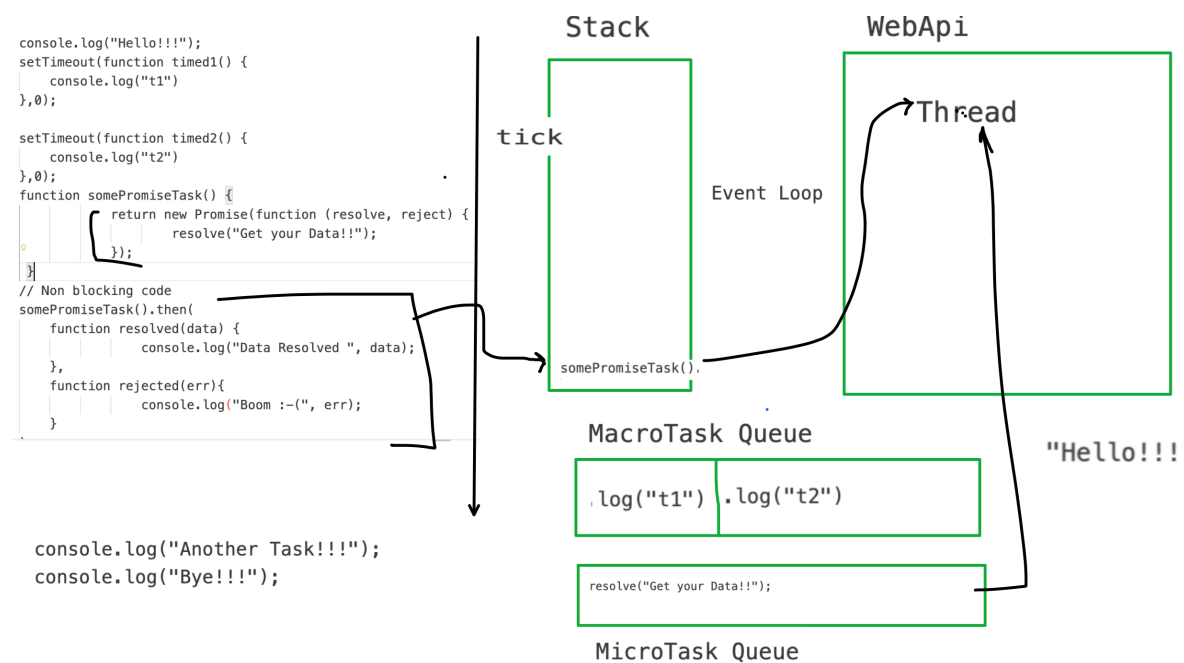 console.log("Hello!!!");
setTimeout(function timed1() {
console.log("t1")
},0);
setTimeout(function timed2() {
console.log("t2")
},0);
function somePromiseTask() {
return new Promise(function (resolve, reject) {
resolve("Get your Data!!");
});
}
// Non blocking code
somePromiseTask().then(
function resolved(data) {
console.log("Data Resolved ", data);
},
function rejected(err){
console.log("Boom :-(", err);
}
console.log("Another Task!!!");
console.log("Bye!!!");
tick
Stack
somePromiseTask().
Event Loop
WebApi
Thread
MacroTask Queue
.log("t1")
.log("t2")
resolve("Get your Data!!");
MicroTask Queue
"Hello!!!